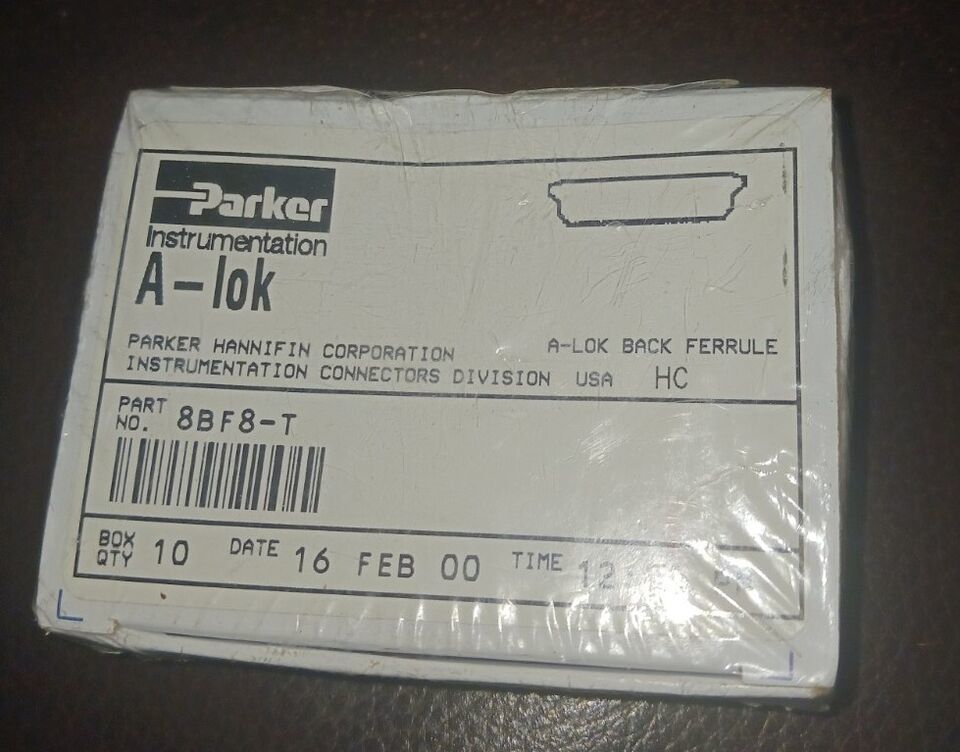 Parker
Instrumentation
A-lok
PARKER HANNIFIN CORPORATION
INSTRUMENTATION CONNECTORS DIVISION USA HC
A-LOK BACK FERRULE
PART NO. 8BF8-T
BOX QTY 10 DATE 16 FEB 00 TIME 12